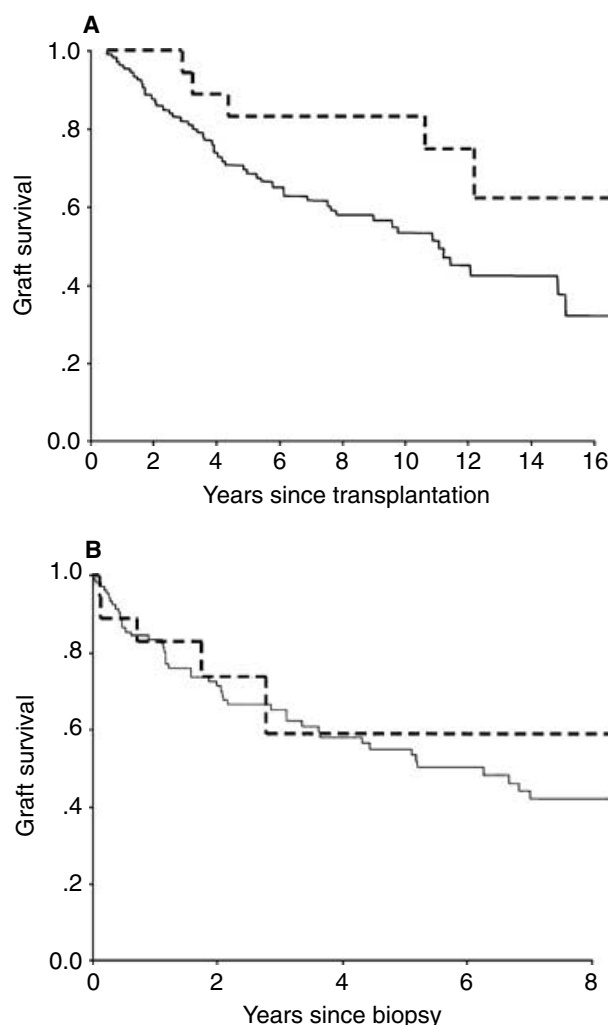 A
1.0
.8
.6
.4
.2
0.0
Graft survival
0 2 4 6 8 10 12 14 16
Years since transplantation
B
1.0
.8
.6
.4
.2
0.0
Graft survival
0 2 4 6 8
Years since biopsy